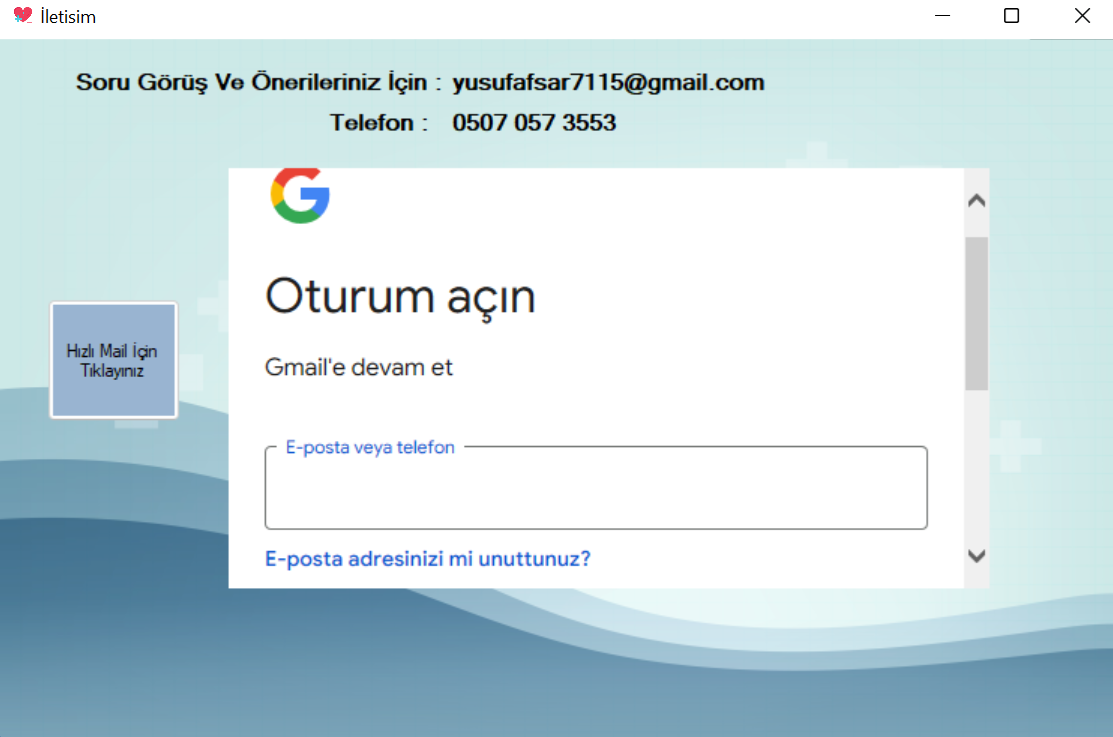 İletisim
Soru Görüş Ve Önerileriniz İçin : yusufafsar7115@gmail.com
Telefon : 0507 057 3553
Oturum açın
Gmail'e devam et
Hızlı Mail İçin
Tıklayınız
E-posta veya telefon
E-posta adresinizi mi unuttunuz?